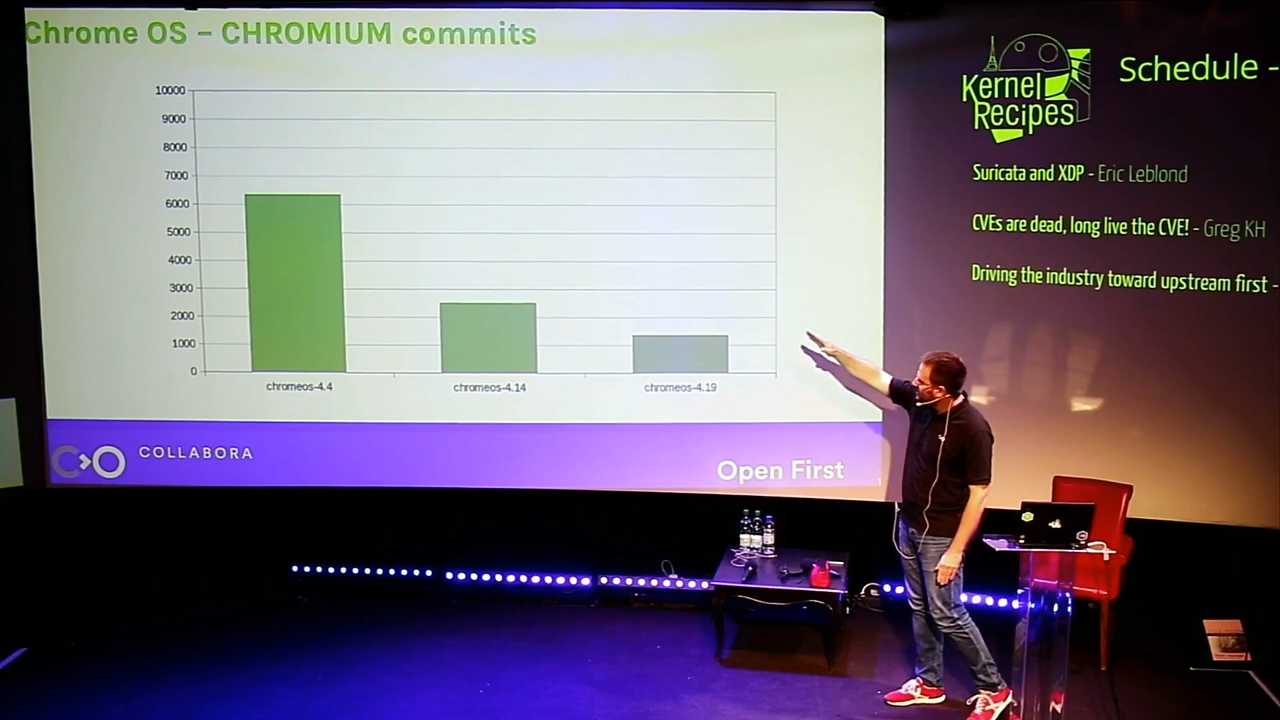 Chrome OS – CHROMIUM commits
10000
9000
8000
7000
6000
5000
4000
3000
2000
1000
0
chromeos-4.4
chromeos-4.14
chromeos-4.19
COLLABORA
Open First
Kernel
Recipes
Schedule -
Suricata and XDP - Eric Leblond
CVEs are dead, long live the CVE! - Greg KH
Driving the industry toward upstream first -